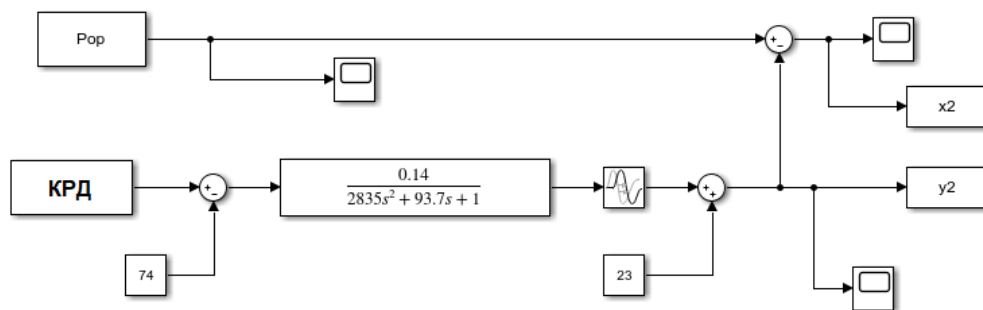 Pop
+
−
x2
КРД
+
−
0.14
2835s² + 93.7s + 1
+
+
y2
74
23